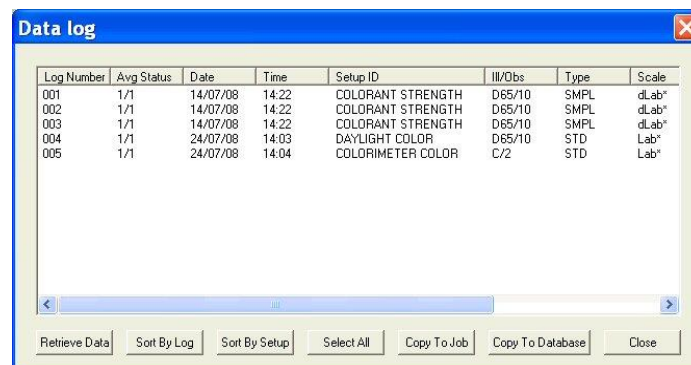 Data log
Log Number Avg Status Date Time Setup ID Ill/Obs Type Scale
001 1/1 14/07/08 14:22 COLORANT STRENGTH D65/10 SMPL dLab*
002 1/1 14/07/08 14:22 COLORANT STRENGTH D65/10 SMPL dLab*
003 1/1 14/07/08 14:22 COLORANT STRENGTH D65/10 SMPL dLab*
004 1/1 24/07/08 14:03 DAYLIGHT COLOR D65/10 STD Lab*
005 1/1 24/07/08 14:04 COLORIMETER COLOR C/2 STD Lab*
Retrieve Data Sort By Log Sort By Setup Select All Copy To Job Copy To Database Close